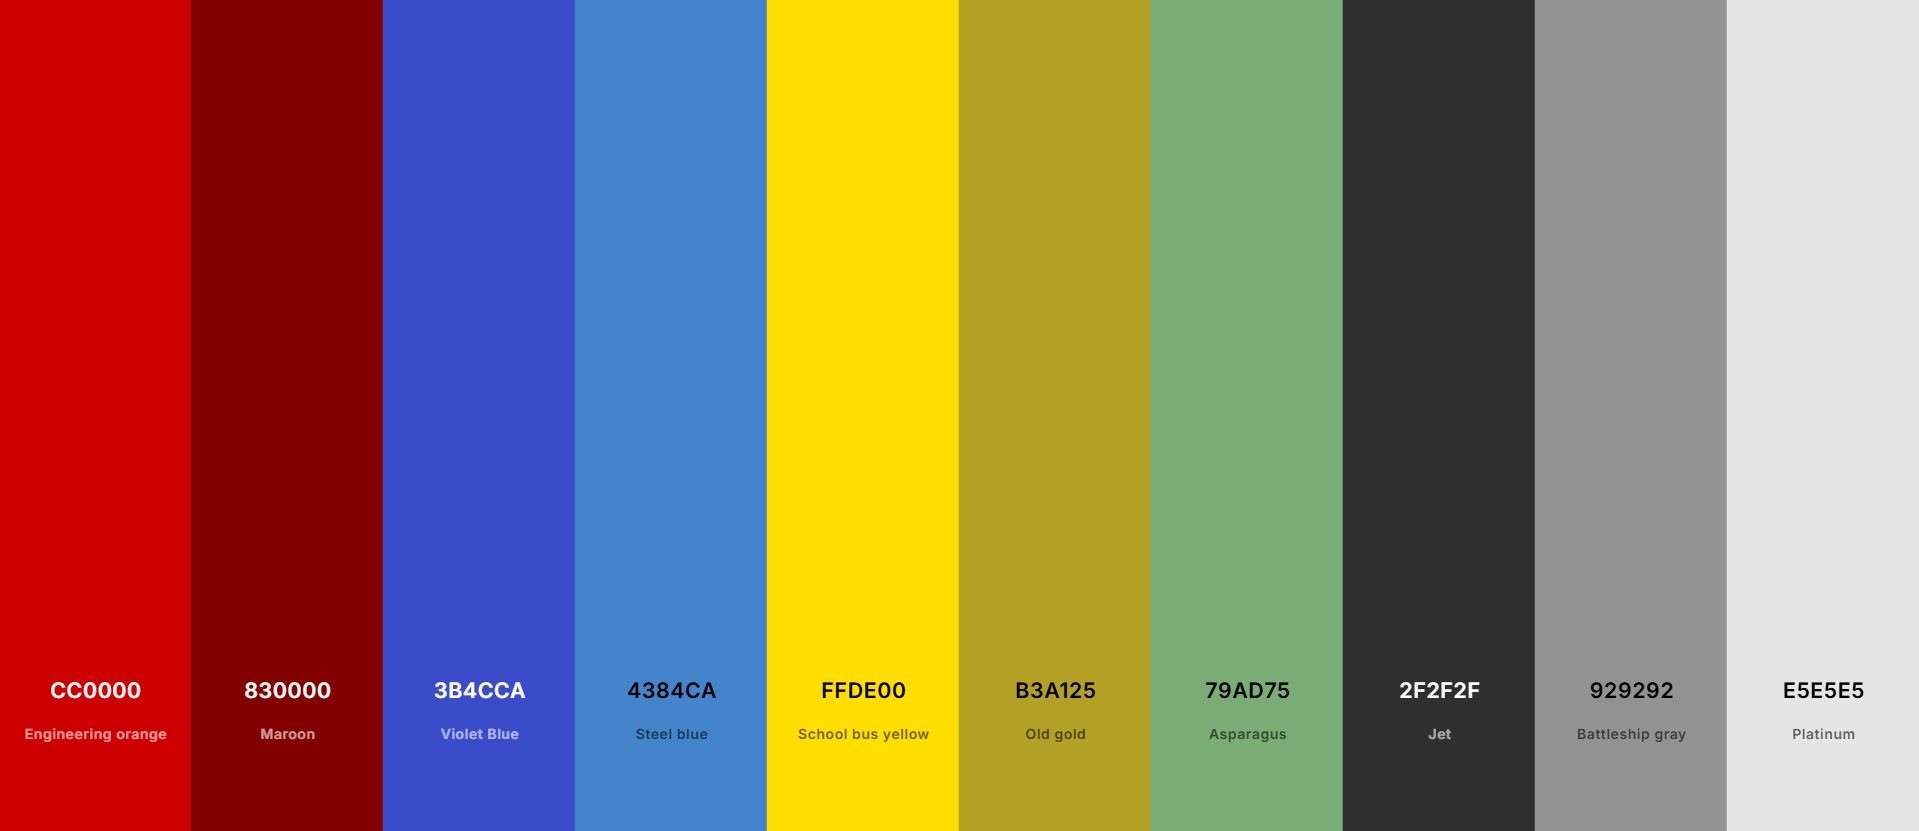 CC0000
Engineering orange
830000
Maroon
3B4CCA
Violet Blue
4384CA
Steel blue
FFDE00
School bus yellow
B3A125
Old gold
79AD75
Asparagus
2F2F2F
Jet
929292
Battleship gray
E5E5E5
Platinum